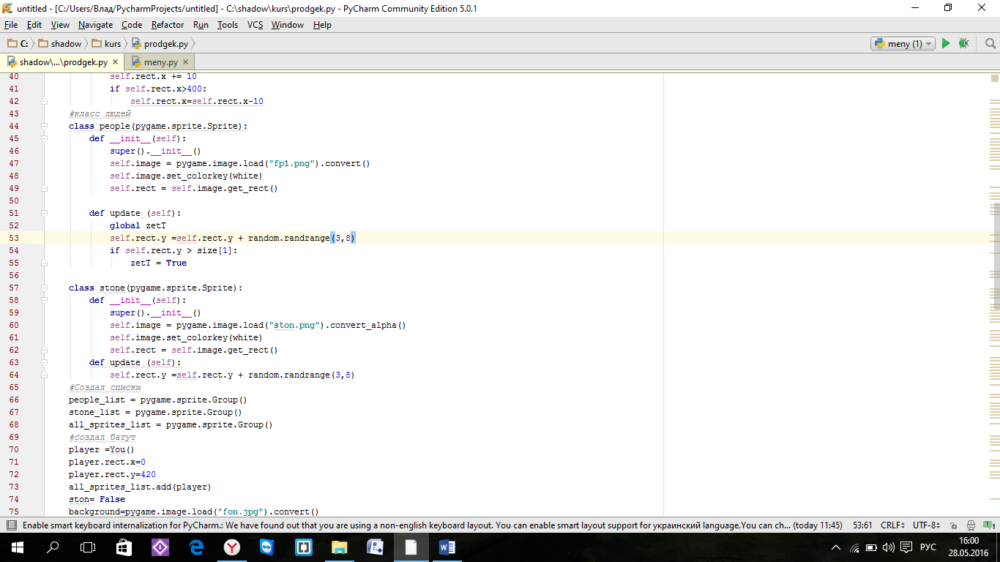 untitled - [C:/Users/Влад/PycharmProjects/untitled] - C:\shadow\kurs\prodgek.py - PyCharm Community Edition 5.0.1
File Edit View Navigate Code Refactor Run Tools VCS Window Help
C: shadow kurs prodgek.py meny (1)
shadow\...\prodgek.py meny.py
40 self.rect.x += 10
41 if self.rect.x>400:
42 self.rect.x=self.rect.x-10
43 #класс людей
44 class people(pygame.sprite.Sprite):
45 def __init__(self):
46 super().__init__()
47 self.image = pygame.image.load("fp1.png").convert()
48 self.image.set_colorkey(white)
49 self.rect = self.image.get_rect()
50
51 def update (self):
52 global zetT
53 self.rect.y =self.rect.y + random.randrange(3,8)
54 if self.rect.y > size[1]:
55 zetT = True
56
57 class stone(pygame.sprite.Sprite):
58 def __init__(self):
59 super().__init__()
60 self.image = pygame.image.load("ston.png").convert_alpha()
61 self.image.set_colorkey(white)
62 self.rect = self.image.get_rect()
63 def update (self):
64 self.rect.y =self.rect.y + random.randrange(3,8)
65 #Создал списки
66 people_list = pygame.sprite.Group()
67 stone_list = pygame.sprite.Group()
68 all_sprites_list = pygame.sprite.Group()
69 #создал батут
70 player =You()
71 player.rect.x=0
72 player.rect.y=420
73 all_sprites_list.add(player)
74 ston= False
75 background=pygame.image.load("fon.jpg").convert()
Enable smart keyboard internalization for PyCharm.: We have found out that you are using a non-english keyboard layout. You can enable smart layout support for украинский language.You can ch... (today 11:45) 53:61 CRLF UTF-8 1
РУС 16:00
28.05.2016